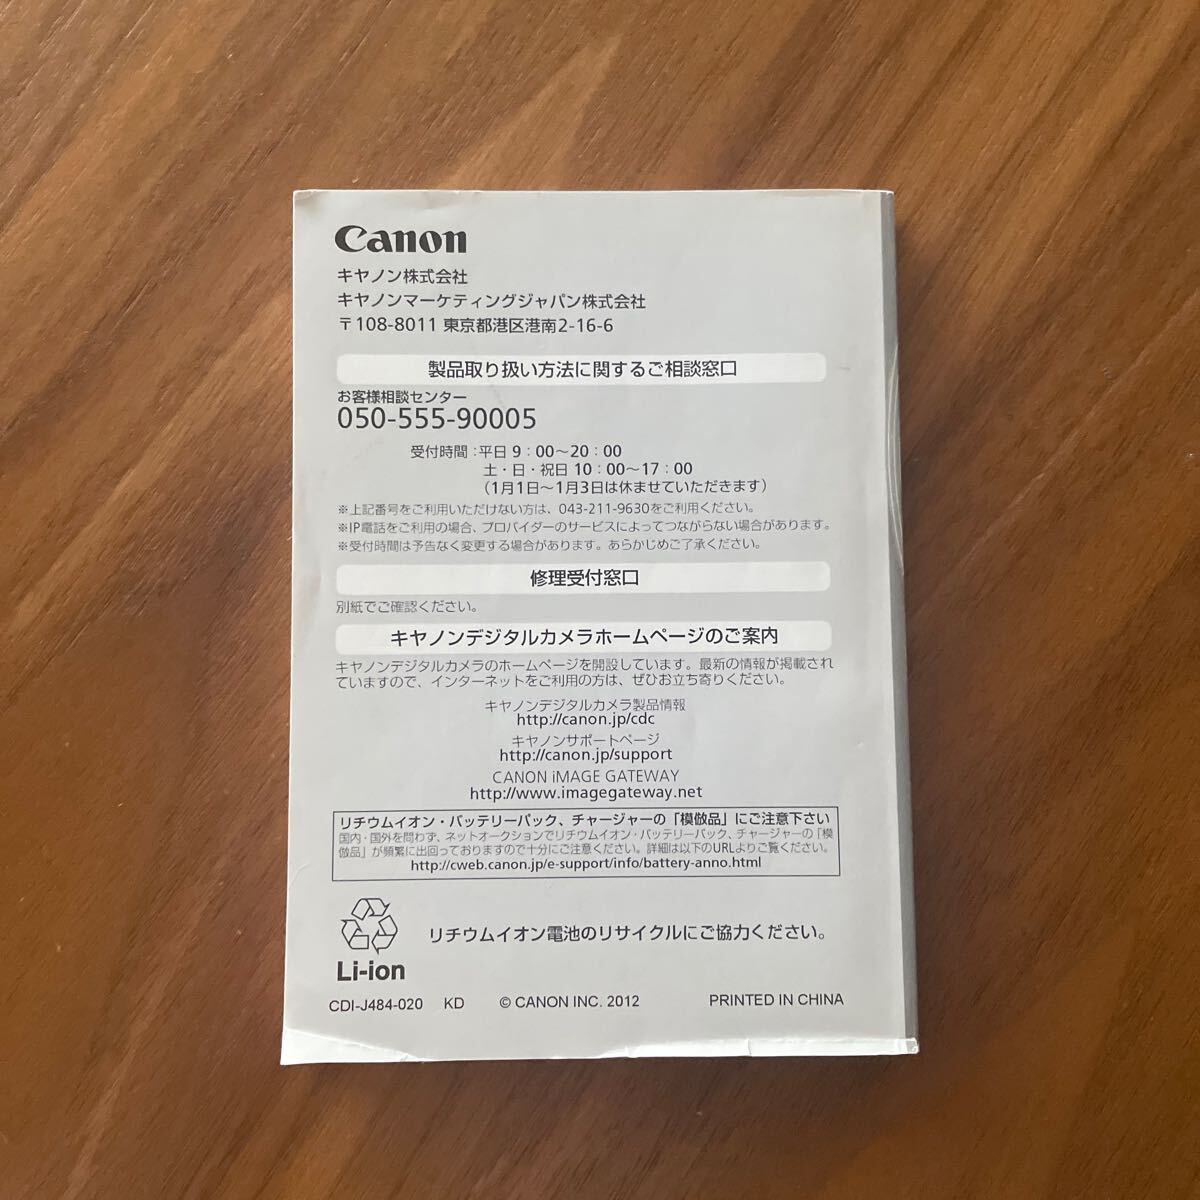 Canon
キヤノン株式会社
キヤノンマーケティングジャパン株式会社
〒108-8011 東京都港区港南2-16-6
製品取り扱い方法に関するご相談窓口
お客様相談センター
050-555-90005
受付時間：平日 9：00～20：00
土・日・祝日 10：00～17：00
（1月1日～1月3日は休ませていただきます）
※上記番号をご利用いただけない方は、043-211-9630をご利用ください。
※IP電話をご利用の場合、プロバイダーのサービスによってつながらない場合があります。
※受付時間は予告なく変更する場合があります。あらかじめご了承ください。
修理受付窓口
別紙でご確認ください。
キヤノンデジタルカメラホームページのご案内
キヤノンデジタルカメラのホームページを開設しています。最新の情報が掲載され
ていますので、インターネットをご利用の方は、ぜひお立ち寄りください。
キヤノンデジタルカメラ製品情報
http://canon.jp/cdc
キヤノンサポートページ
http://canon.jp/support
CANON iMAGE GATEWAY
http://www.imagegateway.net
リチウムイオン・バッテリーパック、チャージャーの「模倣品」にご注意下さい
国内・国外を問わず、ネットオークションでリチウムイオン・バッテリーパック、チャージャーの「模
倣品」が頻繁に出回っておりますので十分にご注意ください。詳細は以下のURLよりご覧ください。
http://cweb.canon.jp/e-support/info/battery-anno.html
リチウムイオン電池のリサイクルにご協力ください。
Li-ion
CDI-J484-020 KD © CANON INC. 2012 PRINTED IN CHINA